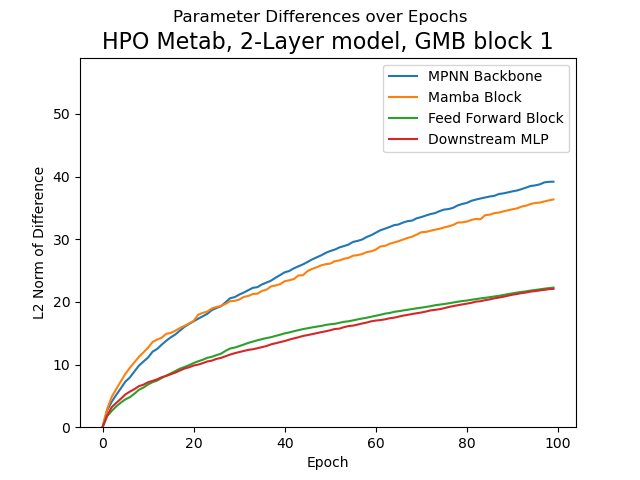 Parameter Differences over Epochs
HPO Metab, 2-Layer model, GMB block 1
MPNN Backbone
Mamba Block
Feed Forward Block
Downstream MLP
L2 Norm of Difference
50
40
30
20
10
0
0 20 40 60 80 100
Epoch